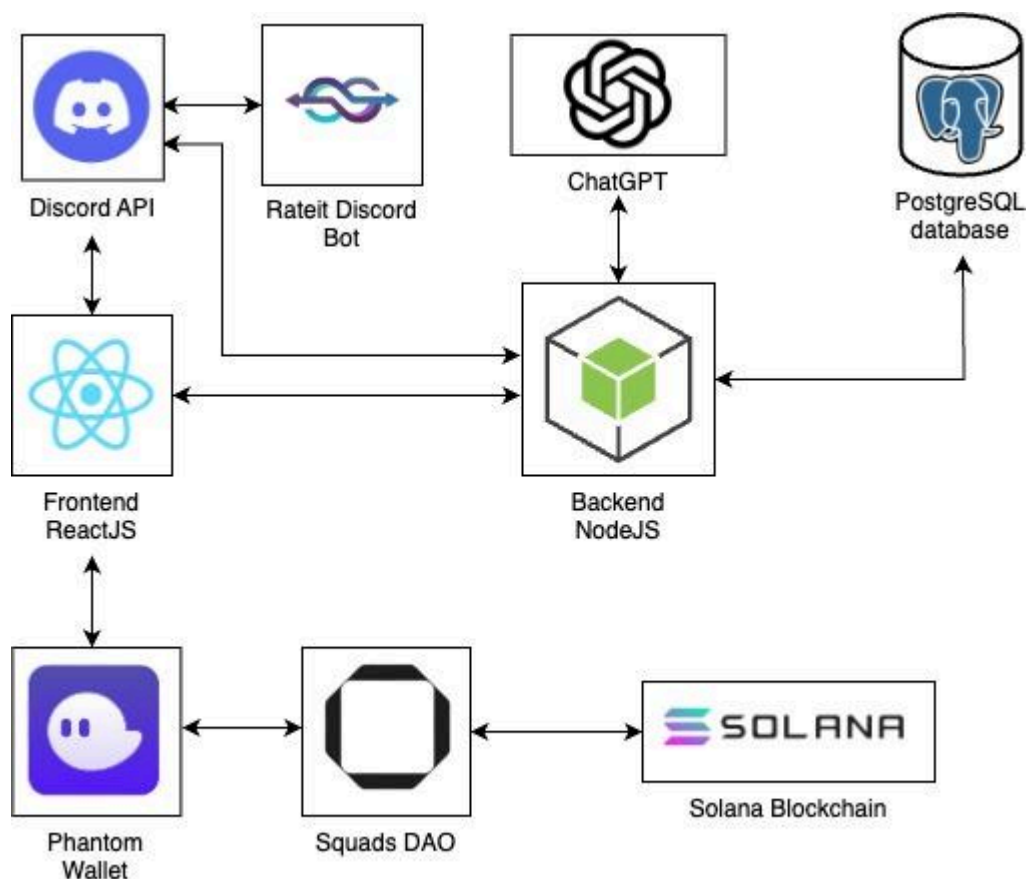 Discord API
Rateit Discord
Bot
ChatGPT
PostgreSQL
database
Frontend
ReactJS
Backend
NodeJS
Phantom
Wallet
Squads DAO
SOLANA
Solana Blockchain